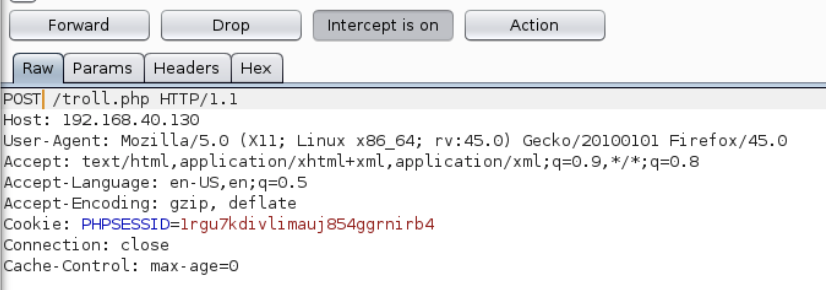 Forward Drop Intercept is on Action
Raw Params Headers Hex
POST /troll.php HTTP/1.1
Host: 192.168.40.130
User-Agent: Mozilla/5.0 (X11; Linux x86_64; rv:45.0) Gecko/20100101 Firefox/45.0
Accept: text/html,application/xhtml+xml,application/xml;q=0.9,*/*;q=0.8
Accept-Language: en-US,en;q=0.5
Accept-Encoding: gzip, deflate
Cookie: PHPSESSID=1rgu7kdivlimauj854ggrnirb4
Connection: close
Cache-Control: max-age=0